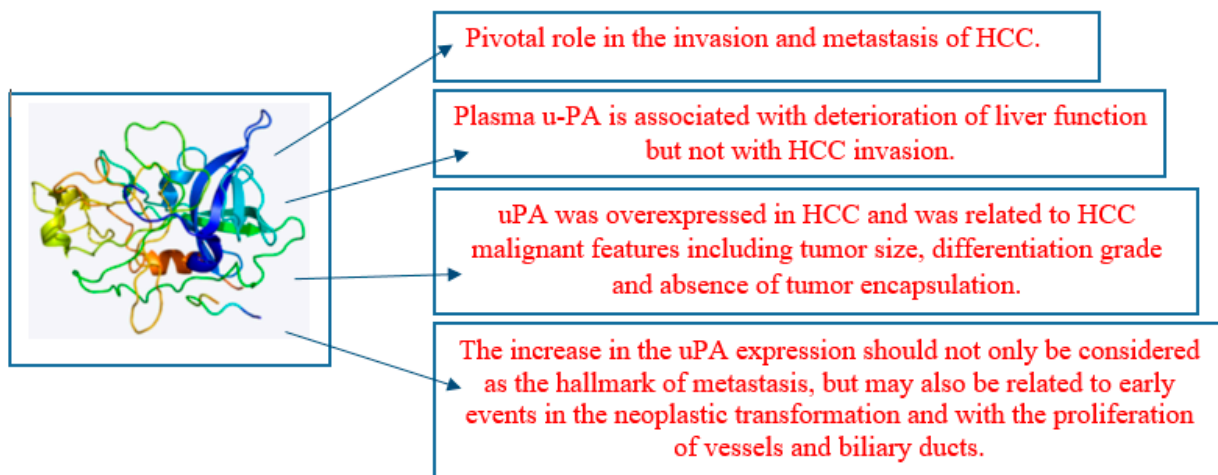 Pivotal role in the invasion and metastasis of HCC.
Plasma u-PA is associated with deterioration of liver function
but not with HCC invasion.
uPA was overexpressed in HCC and was related to HCC
malignant features including tumor size, differentiation grade
and absence of tumor encapsulation.
The increase in the uPA expression should not only be considered
as the hallmark of metastasis, but may also be related to early
events in the neoplastic transformation and with the proliferation
of vessels and biliary ducts.